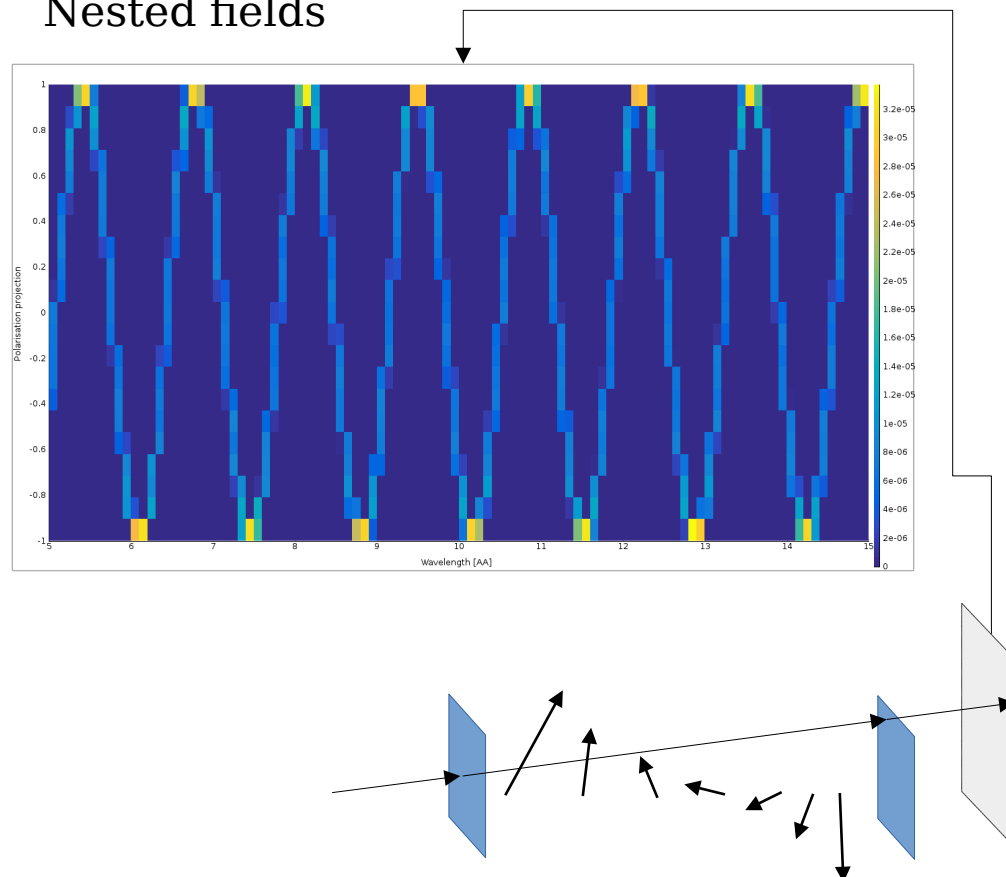 Nested fields
1
0.8
0.6
0.4
0.2
0
-0.2
-0.4
-0.6
-0.8
-1
Polarisation projection
5 6 7 8 9 10 11 12 13 14 15
Wavelength [AA]
3.2e-05
3e-05
2.8e-05
2.6e-05
2.4e-05
2.2e-05
2e-05
1.8e-05
1.6e-05
1.4e-05
1.2e-05
1e-05
8e-06
6e-06
4e-06
2e-06
0